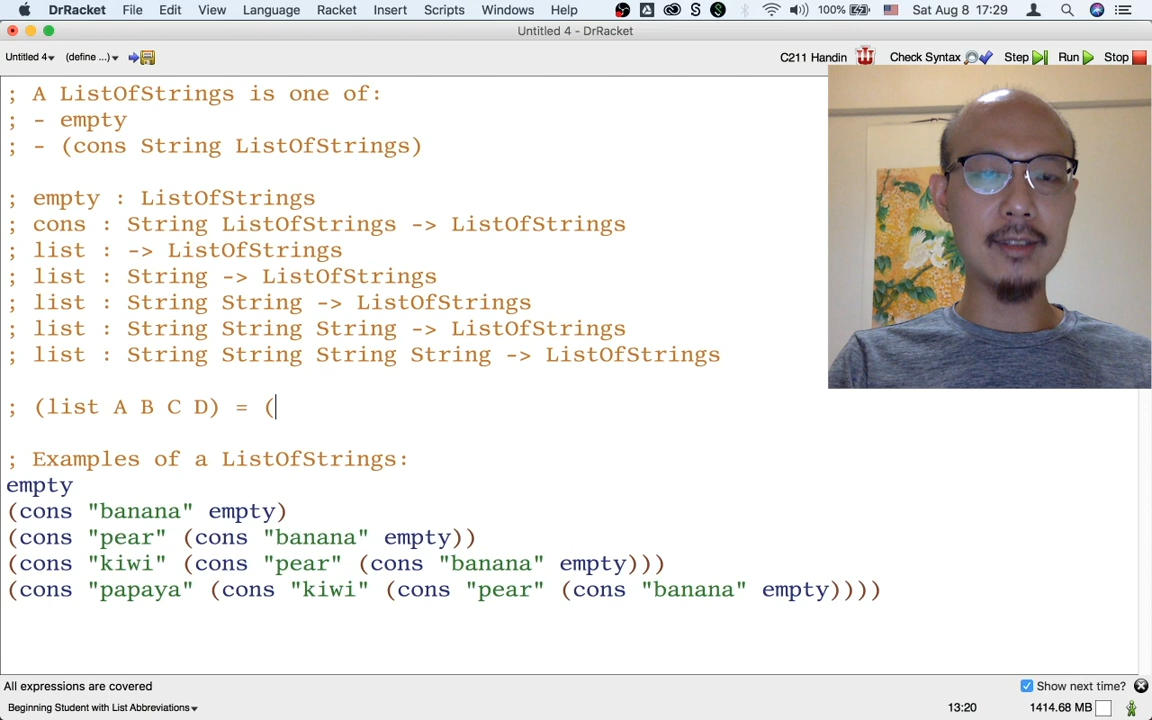 DrRacket File Edit View Language Racket Insert Scripts Windows Help 100% Sat Aug 8 17:29
Untitled 4 - DrRacket
Untitled 4 (define ...) C211 Handin Check Syntax Step Run Stop
; A ListOfStrings is one of:
; - empty
; - (cons String ListOfStrings)
; empty : ListOfStrings
; cons : String ListOfStrings -> ListOfStrings
; list : -> ListOfStrings
; list : String -> ListOfStrings
; list : String String -> ListOfStrings
; list : String String String -> ListOfStrings
; list : String String String String -> ListOfStrings
; (list A B C D) = (
; Examples of a ListOfStrings:
empty
(cons "banana" empty)
(cons "pear" (cons "banana" empty))
(cons "kiwi" (cons "pear" (cons "banana" empty)))
(cons "papaya" (cons "kiwi" (cons "pear" (cons "banana" empty))))
All expressions are covered Show next time?
Beginning Student with List Abbreviations 13:20 1414.68 MB